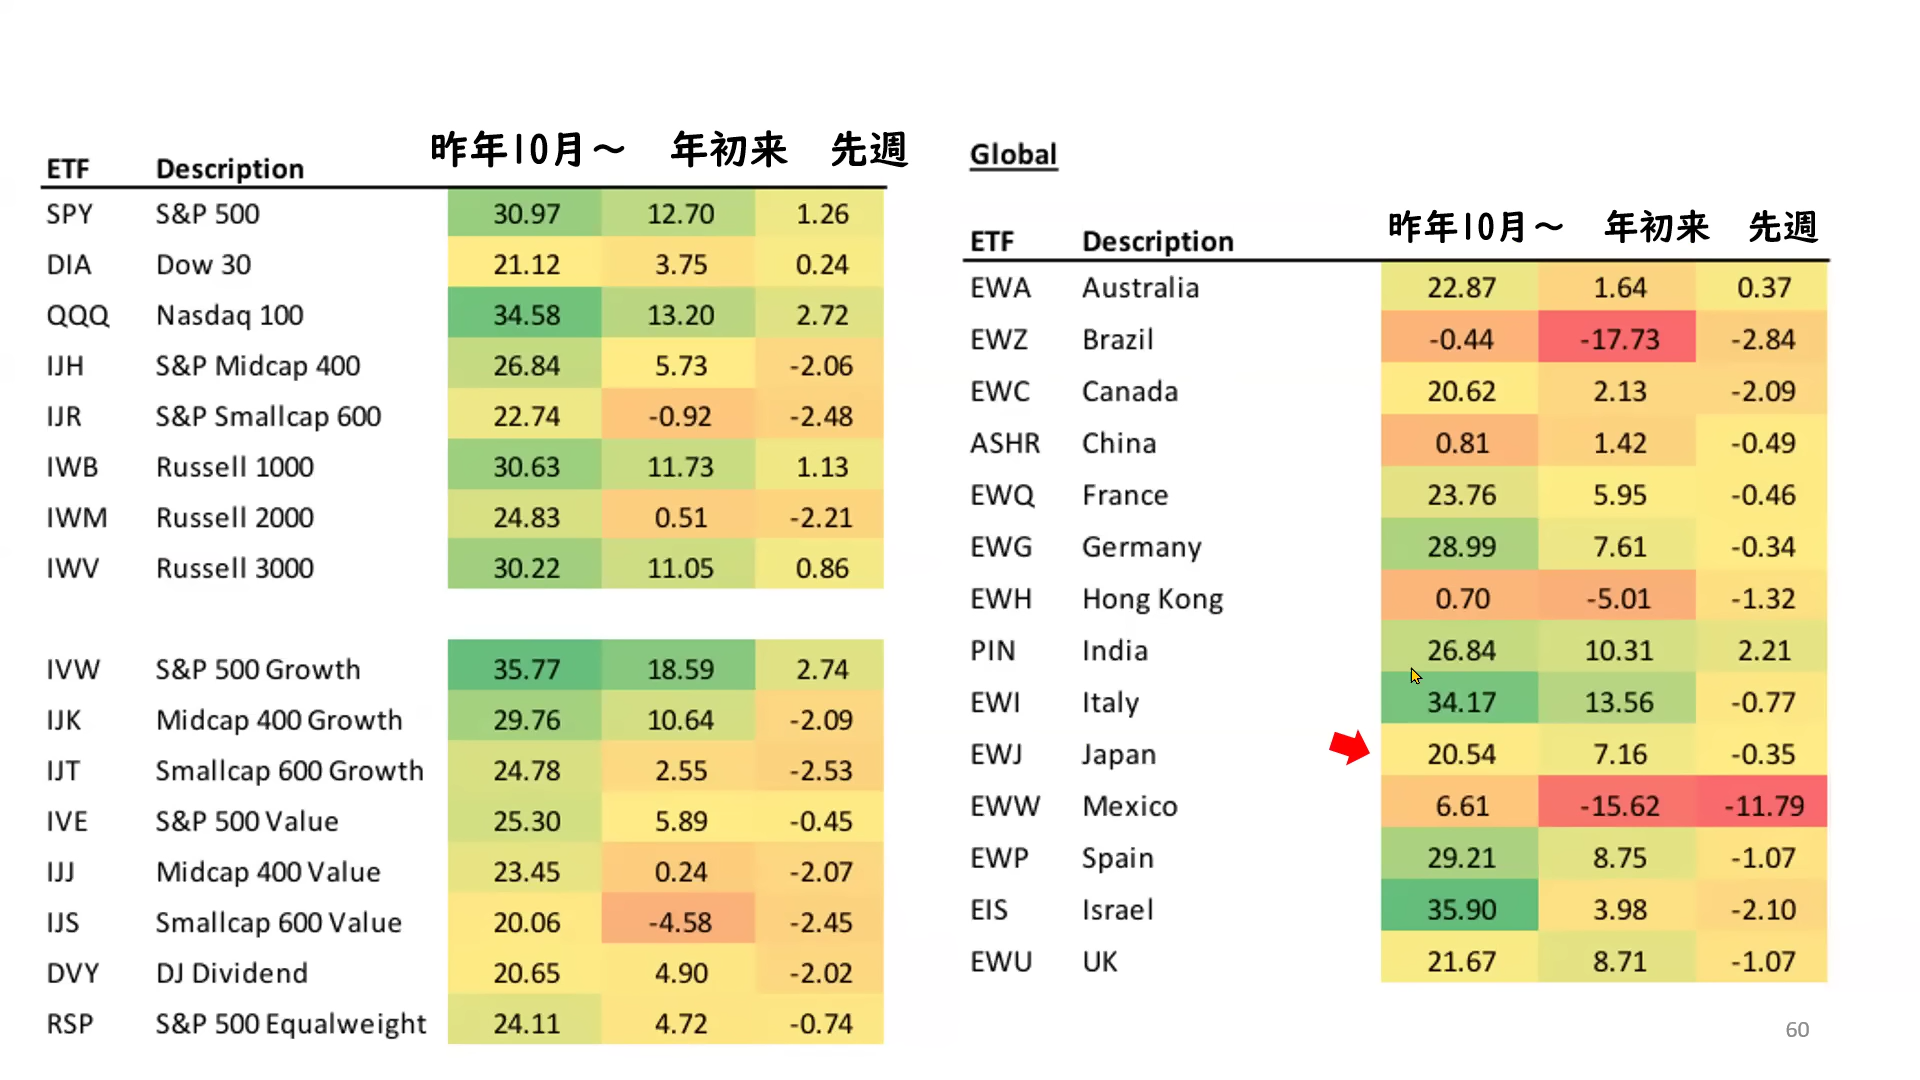 昨年10月～ 年初来 先週
ETF Description
SPY S&P 500 30.97 12.70 1.26
DIA Dow 30 21.12 3.75 0.24
QQQ Nasdaq 100 34.58 13.20 2.72
IJH S&P Midcap 400 26.84 5.73 -2.06
IJR S&P Smallcap 600 22.74 -0.92 -2.48
IWB Russell 1000 30.63 11.73 1.13
IWM Russell 2000 24.83 0.51 -2.21
IWV Russell 3000 30.22 11.05 0.86
IVW S&P 500 Growth 35.77 18.59 2.74
IJK Midcap 400 Growth 29.76 10.64 -2.09
IJT Smallcap 600 Growth 24.78 2.55 -2.53
IVE S&P 500 Value 25.30 5.89 -0.45
IJJ Midcap 400 Value 23.45 0.24 -2.07
IJS Smallcap 600 Value 20.06 -4.58 -2.45
DVY DJ Dividend 20.65 4.90 -2.02
RSP S&P 500 Equalweight 24.11 4.72 -0.74
Global
昨年10月～ 年初来 先週
ETF Description
EWA Australia 22.87 1.64 0.37
EWZ Brazil -0.44 -17.73 -2.84
EWC Canada 20.62 2.13 -2.09
ASHR China 0.81 1.42 -0.49
EWQ France 23.76 5.95 -0.46
EWG Germany 28.99 7.61 -0.34
EWH Hong Kong 0.70 -5.01 -1.32
PIN India 26.84 10.31 2.21
EWI Italy 34.17 13.56 -0.77
EWJ Japan 20.54 7.16 -0.35
EWW Mexico 6.61 -15.62 -11.79
EWP Spain 29.21 8.75 -1.07
EIS Israel 35.90 3.98 -2.10
EWU UK 21.67 8.71 -1.07
60